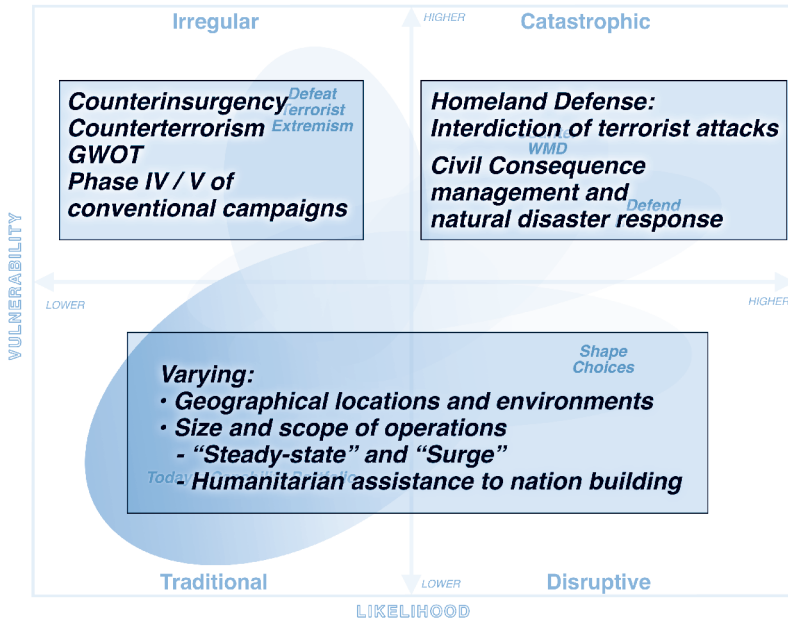 Irregular
HIGHER
Catastrophic
Defeat
Terrorist
Extremism
Counterinsurgency
Counterterrorism
GWOT
Phase IV / V of
conventional campaigns
Homeland Defense:
Interdiction of terrorist attacks
WMD
Civil Consequence
management and
natural disaster response
Defend
VULNERABILITY
LOWER
HIGHER
Shape
Choices
Varying:
· Geographical locations and environments
· Size and scope of operations
- “Steady-state” and “Surge”
- Humanitarian assistance to nation building
Traditional
LOWER
Disruptive
LIKELIHOOD